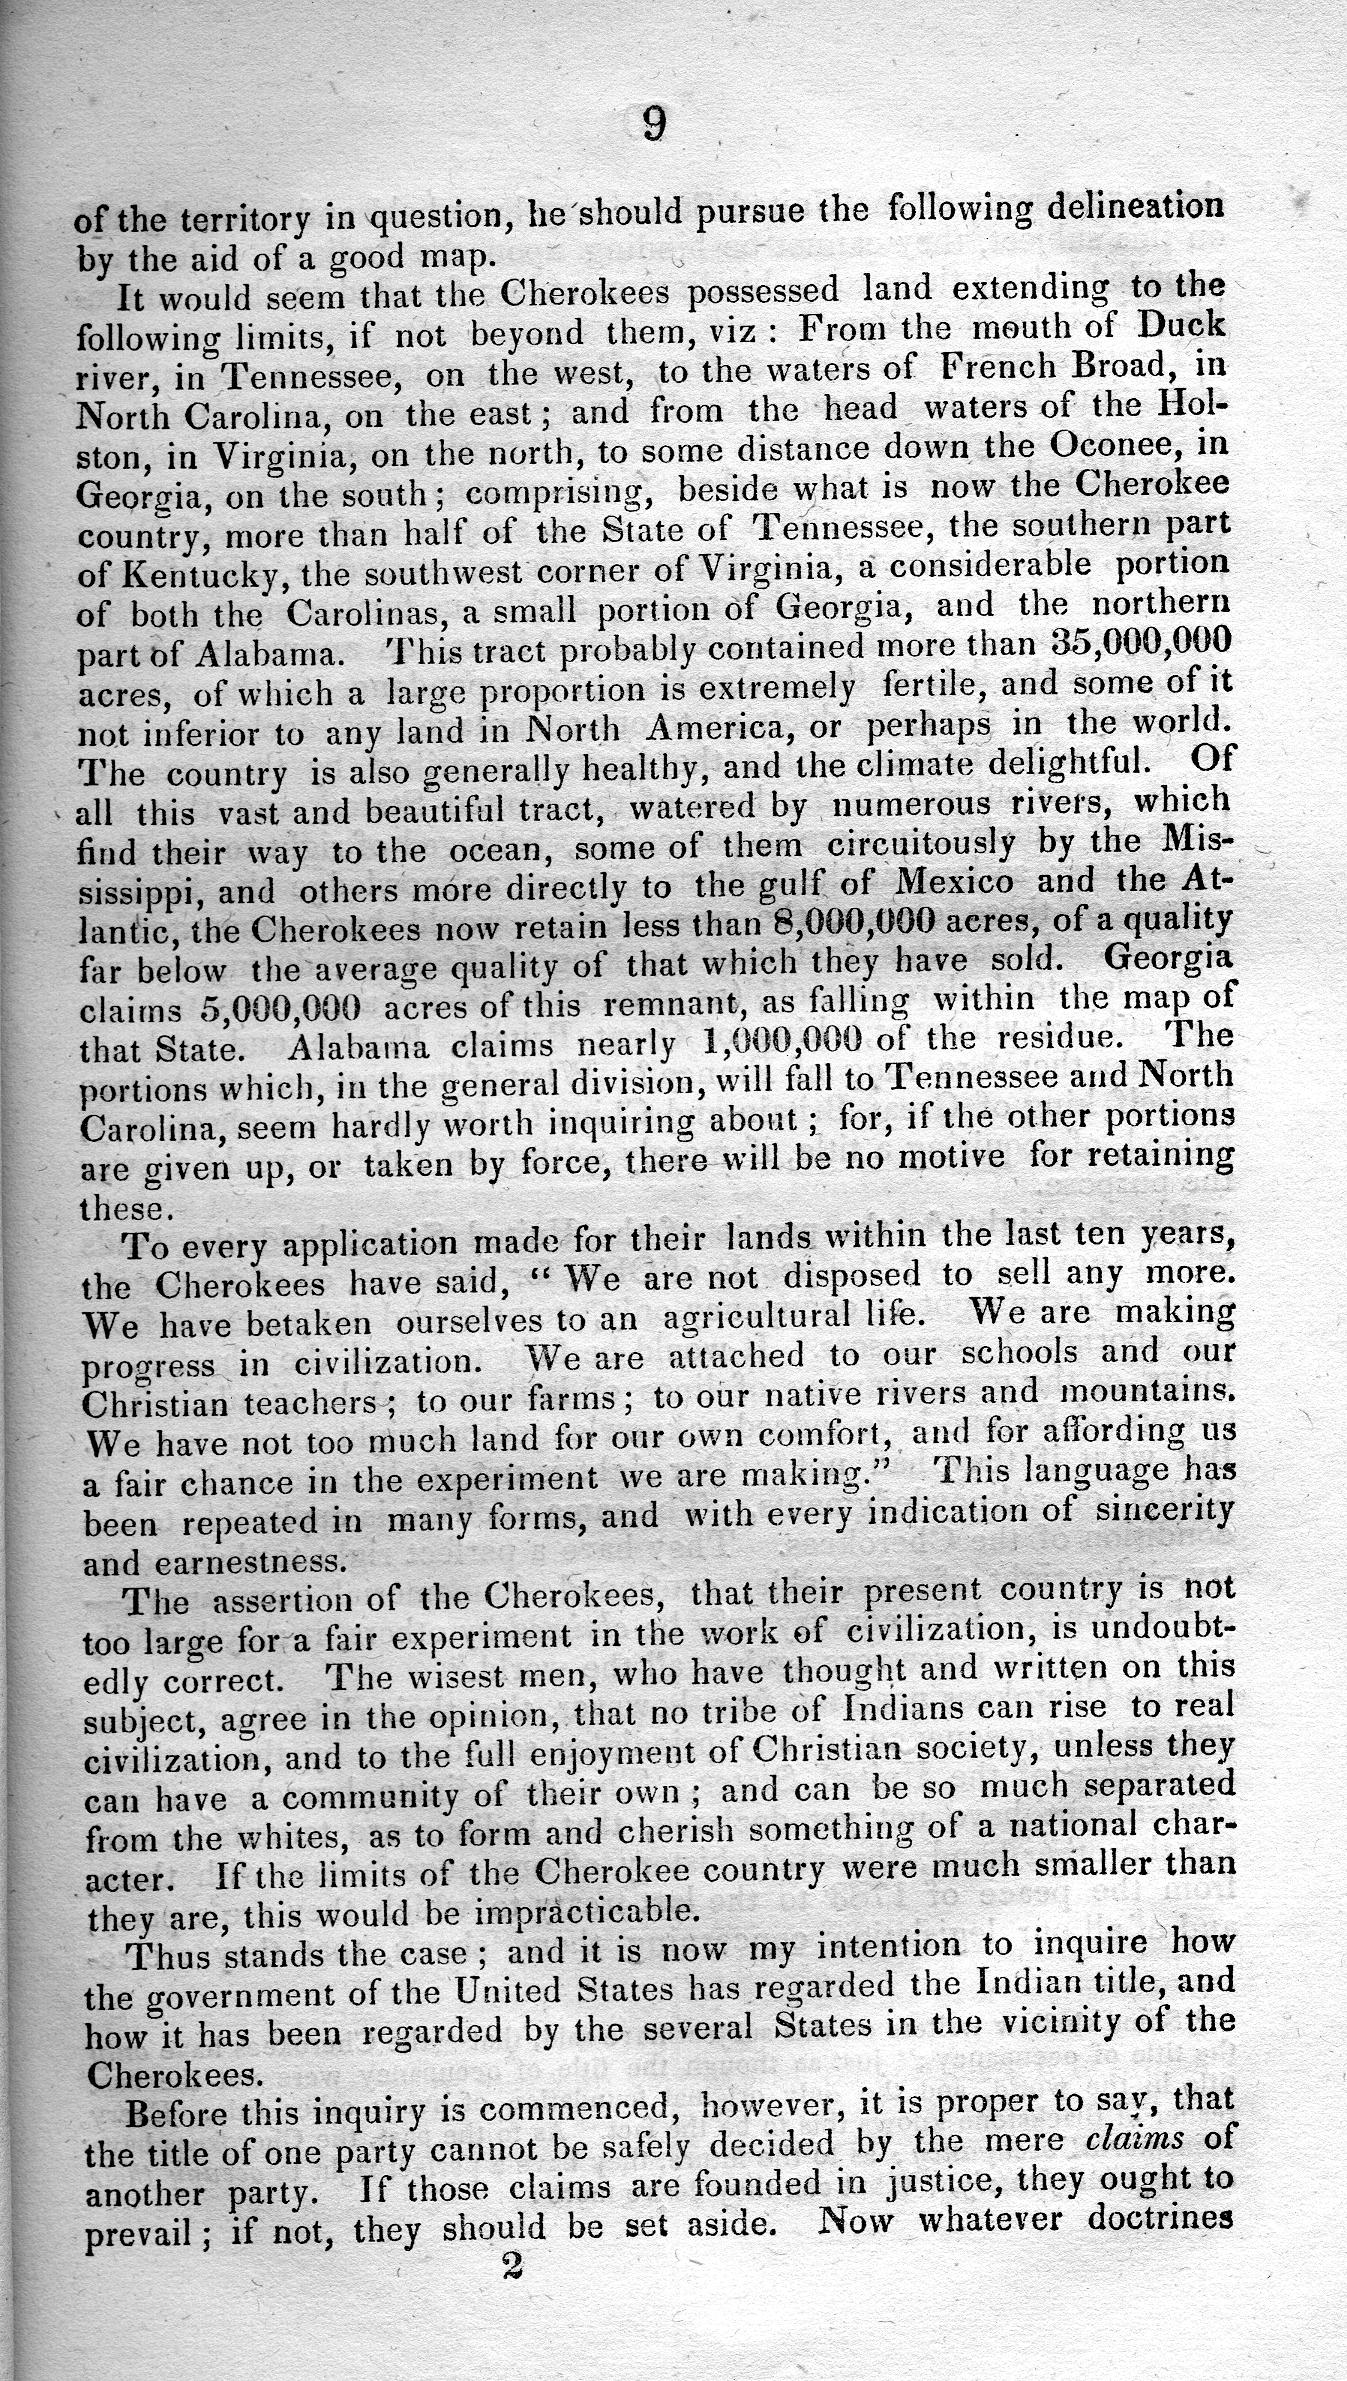 9
of the territory in question, he should pursue the following delineation
by the aid of a good map.
It would seem that the Cherokees possessed land extending to the
following limits, if not beyond them, viz : From the mouth of Duck
river, in Tennessee, on the west, to the waters of French Broad, in
North Carolina, on the east ; and from the head waters of the Hol-
ston, in Virginia, on the north, to some distance down the Oconee, in
Georgia, on the south ; comprising, beside what is now the Cherokee
country, more than half of the State of Tennessee, the southern part
of Kentucky, the southwest corner of Virginia, a considerable portion
of both the Carolinas, a small portion of Georgia, and the northern
part of Alabama. This tract probably contained more than 35,000,000
acres, of which a large proportion is extremely fertile, and some of it
not inferior to any land in North America, or perhaps in the world.
The country is also generally healthy, and the climate delightful. Of
all this vast and beautiful tract, watered by numerous rivers, which
find their way to the ocean, some of them circuitously by the Mis-
sissippi, and others more directly to the gulf of Mexico and the At-
lantic, the Cherokees now retain less than 8,000,000 acres, of a quality
far below the average quality of that which they have sold. Georgia
claims 5,000,000 acres of this remnant, as falling within the map of
that State. Alabama claims nearly 1,000,000 of the residue. The
portions which, in the general division, will fall to Tennessee and North
Carolina, seem hardly worth inquiring about ; for, if the other portions
are given up, or taken by force, there will be no motive for retaining
these.
To every application made for their lands within the last ten years,
the Cherokees have said, “ We are not disposed to sell any more.
We have betaken ourselves to an agricultural life. We are making
progress in civilization. We are attached to our schools and our
Christian teachers ; to our farms ; to our native rivers and mountains.
We have not too much land for our own comfort, and for affording us
a fair chance in the experiment we are making.” This language has
been repeated in many forms, and with every indication of sincerity
and earnestness.
The assertion of the Cherokees, that their present country is not
too large for a fair experiment in the work of civilization, is undoubt-
edly correct. The wisest men, who have thought and written on this
subject, agree in the opinion, that no tribe of Indians can rise to real
civilization, and to the full enjoyment of Christian society, unless they
can have a community of their own ; and can be so much separated
from the whites, as to form and cherish something of a national char-
acter. If the limits of the Cherokee country were much smaller than
they are, this would be impracticable.
Thus stands the case ; and it is now my intention to inquire how
the government of the United States has regarded the Indian title, and
how it has been regarded by the several States in the vicinity of the
Cherokees.
Before this inquiry is commenced, however, it is proper to say, that
the title of one party cannot be safely decided by the mere claims of
another party. If those claims are founded in justice, they ought to
prevail ; if not, they should be set aside. Now whatever doctrines
2